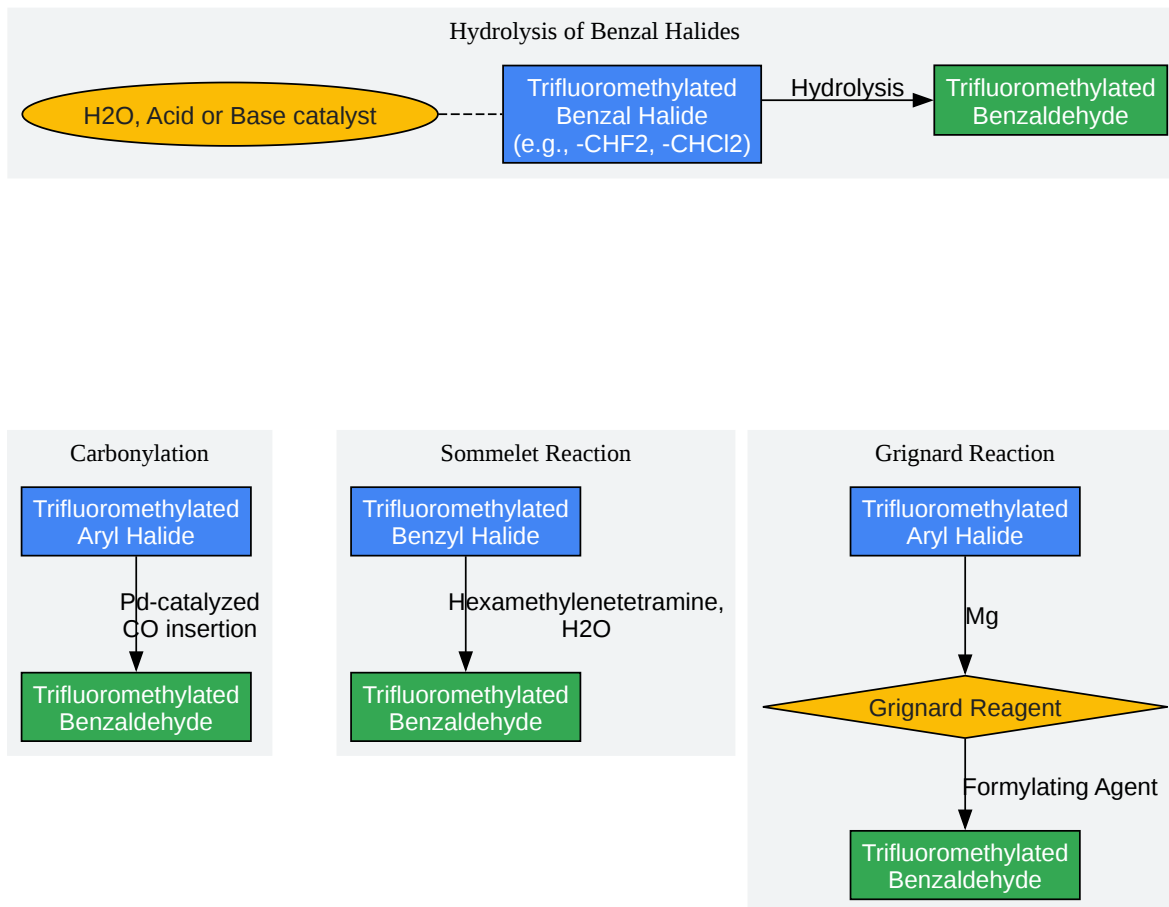 Hydrolysis of Benzal Halides
H2O, Acid or Base catalyst
Trifluoromethylated
Benzal Halide
(e.g., -CHF2, -CHCl2)
Hydrolysis
Trifluoromethylated
Benzaldehyde
Carbonylation
Trifluoromethylated
Aryl Halide
Pd-catalyzed
CO insertion
Trifluoromethylated
Benzaldehyde
Sommelet Reaction
Trifluoromethylated
Benzyl Halide
Hexamethylenetetramine,
H2O
Trifluoromethylated
Benzaldehyde
Grignard Reaction
Trifluoromethylated
Aryl Halide
Mg
Grignard Reagent
Formylating Agent
Trifluoromethylated
Benzaldehyde